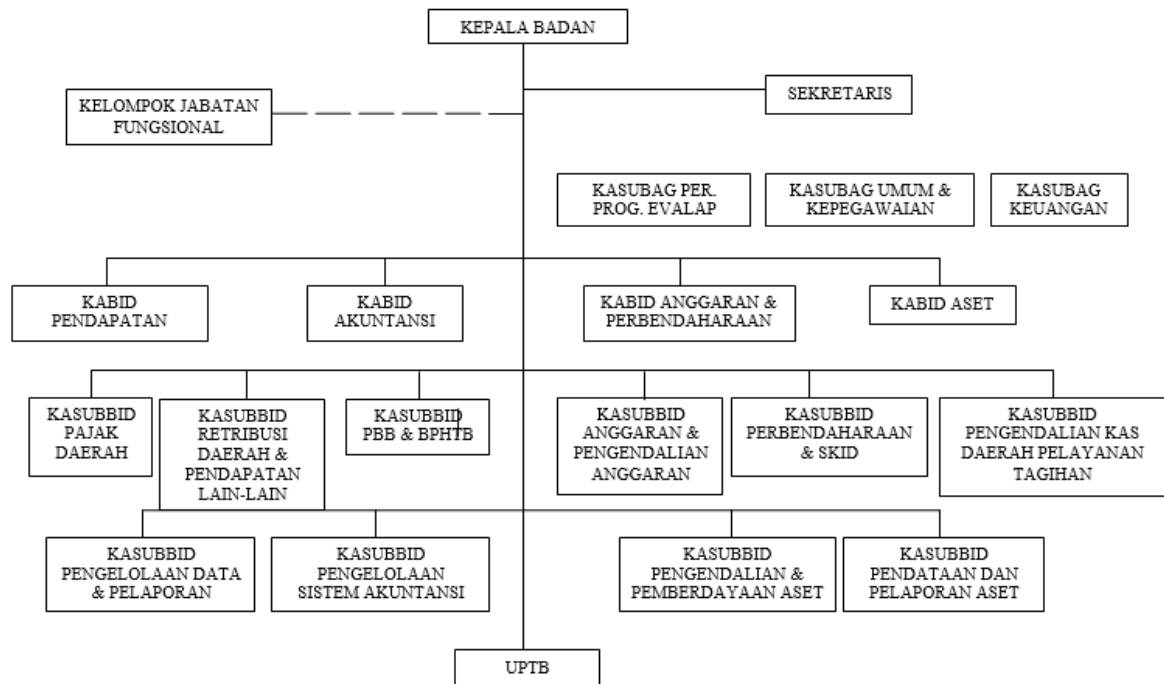 KEPALA BADAN
SEKRETARIS
KELOMPOK JABATAN
FUNGSIONAL
KASUBAG PER.
PROG. EVALAP
KASUBAG UMUM &
KEPEGAWAIAN
KASUBAG
KEUANGAN
KABID
PENDAPATAN
KABID
AKUNTANSI
KABID ANGGARAN &
PERBENDAHARAAN
KABID ASET
KASUBBID
PAJAK
DAERAH
KASUBBID
RETRIBUSI
DAERAH &
PENDAPATAN
LAIN-LAIN
KASUBBID
PBB & BPHTB
KASUBBID
ANGGARAN &
PENGENDALIAN
ANGGARAN
KASUBBID
PERBENDAHARAAN
& SKID
KASUBBID
PENGENDALIAN KAS
DAERAH PELAYANAN
TAGIHAN
KASUBBID
PENGELOLAAN DATA
& PELAPORAN
KASUBBID
PENGELOLAAN
SISTEM AKUNTANSI
KASUBBID
PENGENDALIAN &
PEMBERDAYAAN ASET
KASUBBID
PENDATAAN DAN
PELAPORAN ASET
UPTB